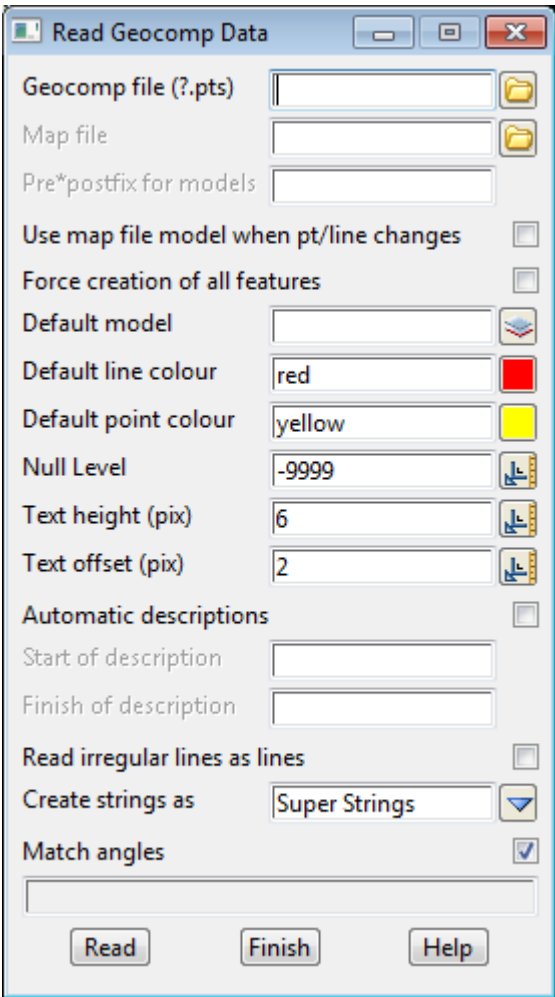 Read Geocomp Data
Geocomp file (?.pts)
Map file
Pre*postfix for models
Use map file model when pt/line changes
Force creation of all features
Default model
Default line colour red
Default point colour yellow
Null Level -9999
Text height (pix) 6
Text offset (pix) 2
Automatic descriptions
Start of description
Finish of description
Read irregular lines as lines
Create strings as Super Strings
Match angles
Read Finish Help